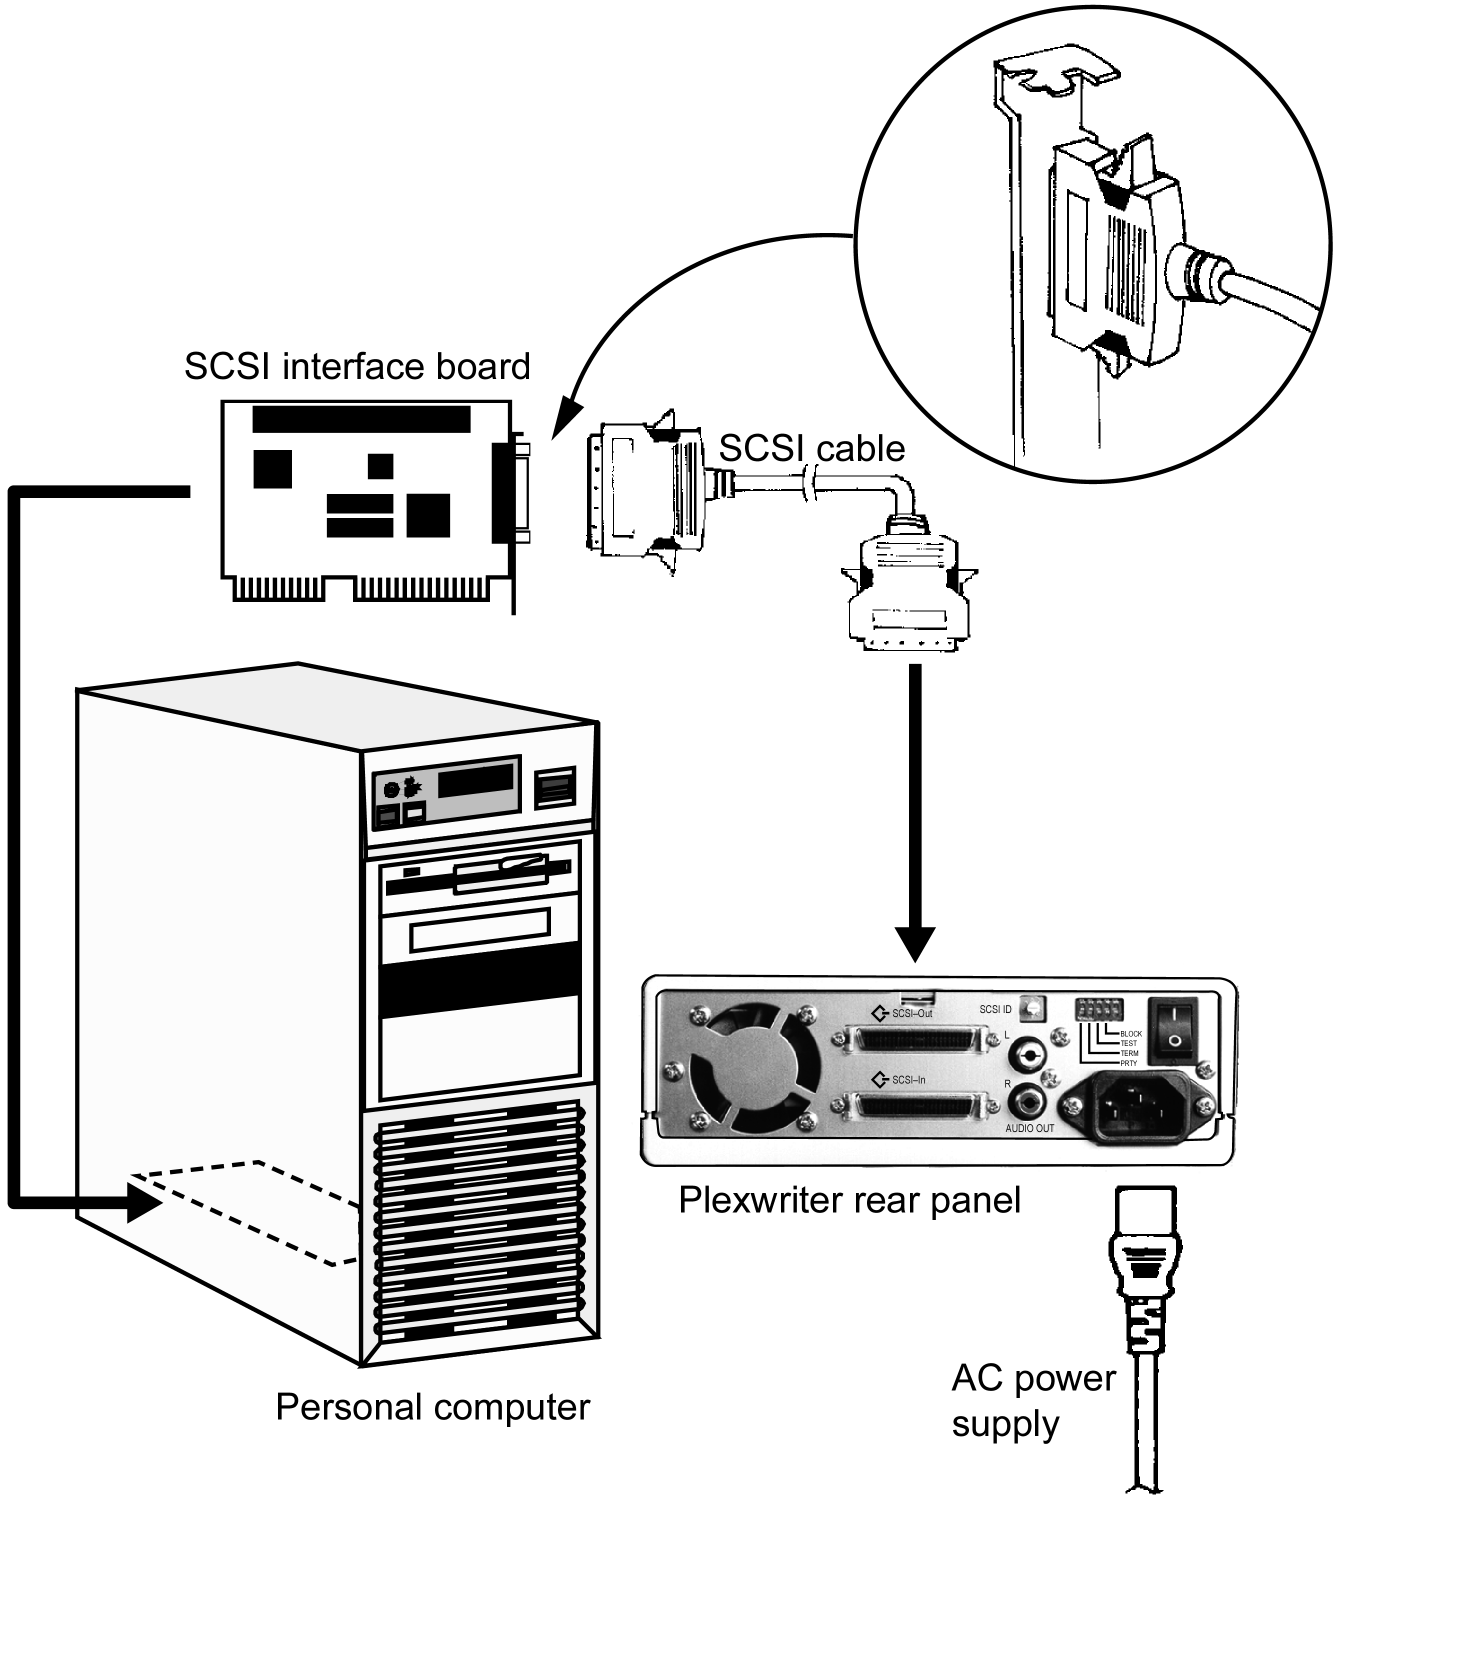 SCSI interface board
SCSI cable
SCSI–Out
SCSI ID
L
BLOCK
TEST
TERM
PRTY
I
O
SCSI–In
R
AUDIO OUT
Plexwriter rear panel
AC power
supply
Personal computer